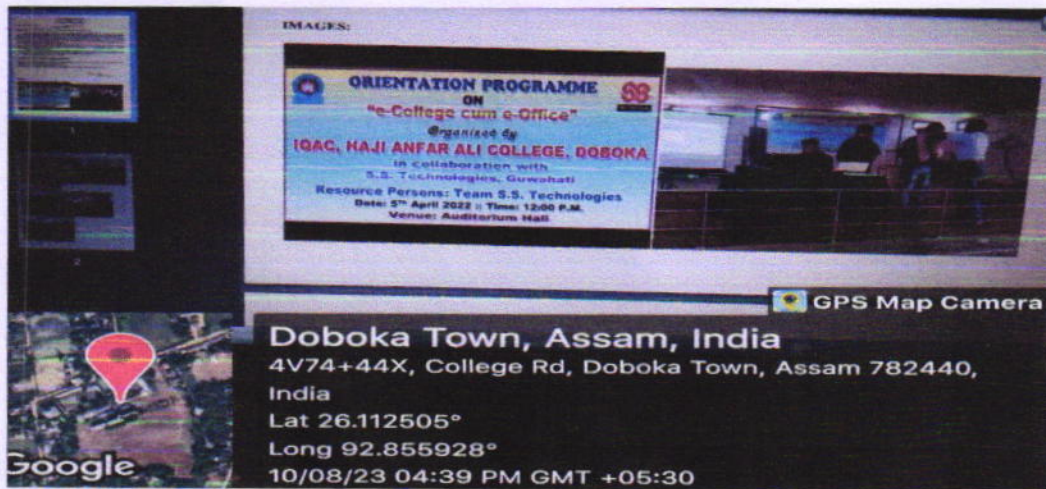 IMAGES:
ORIENTATION PROGRAMME
ON
"e-College cum e-Office"
Organized by
IQAC, HAJI ANFAR ALI COLLEGE, DOBOKA
in collaboration with
S.S. Technologies, Guwahati
Resource Persons: Team S.S. Technologies
Date: 5th April 2022 :: Time: 12:00 P.M.
Venue: Auditorium Hall
1
2
GPS Map Camera
Doboka Town, Assam, India
4V74+44X, College Rd, Doboka Town, Assam 782440,
India
Lat 26.112505°
Long 92.855928°
10/08/23 04:39 PM GMT +05:30
Google